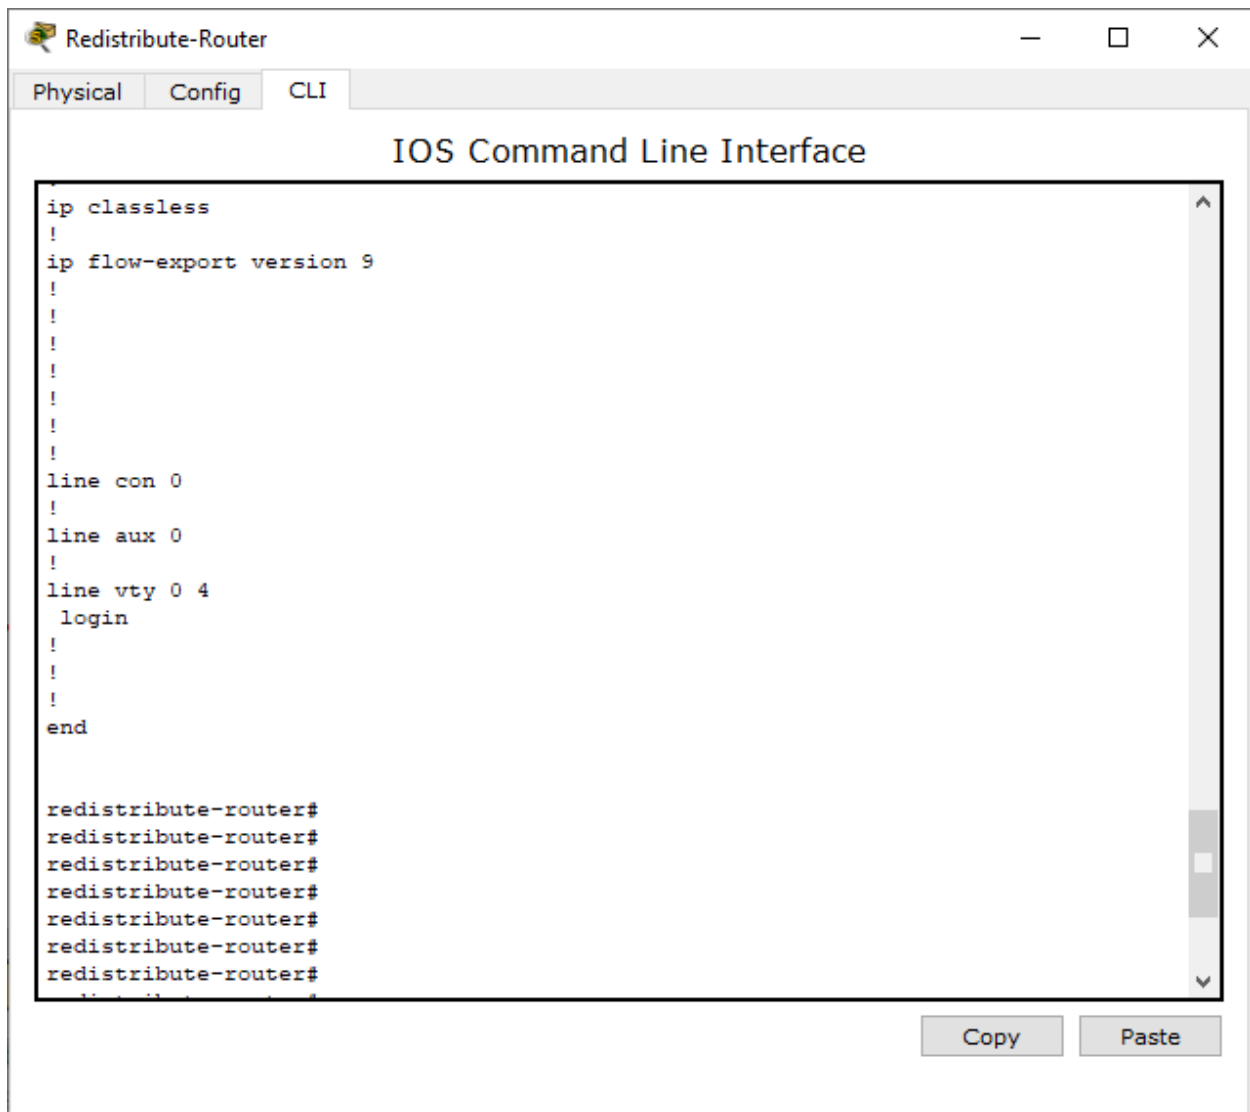 Redistribute-Router
Physical Config CLI
IOS Command Line Interface
ip classless
!
ip flow-export version 9
!
!
!
!
!
!
!
line con 0
!
line aux 0
!
line vty 0 4
 login
!
!
!
end
redistribute-router#
redistribute-router#
redistribute-router#
redistribute-router#
redistribute-router#
redistribute-router#
redistribute-router#
Copy Paste